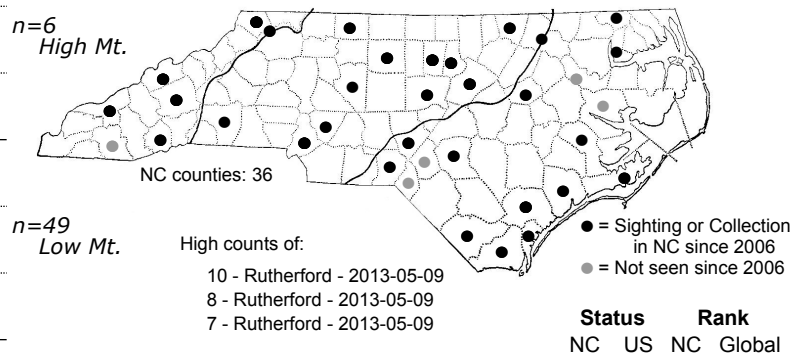 n=6
High Mt.
NC counties: 36
n=49
Low Mt.
High counts of:
10 - Rutherford - 2013-05-09
8 - Rutherford - 2013-05-09
7 - Rutherford - 2013-05-09
= Sighting or Collection
in NC since 2006
= Not seen since 2006
Status Rank
NC US NC Global